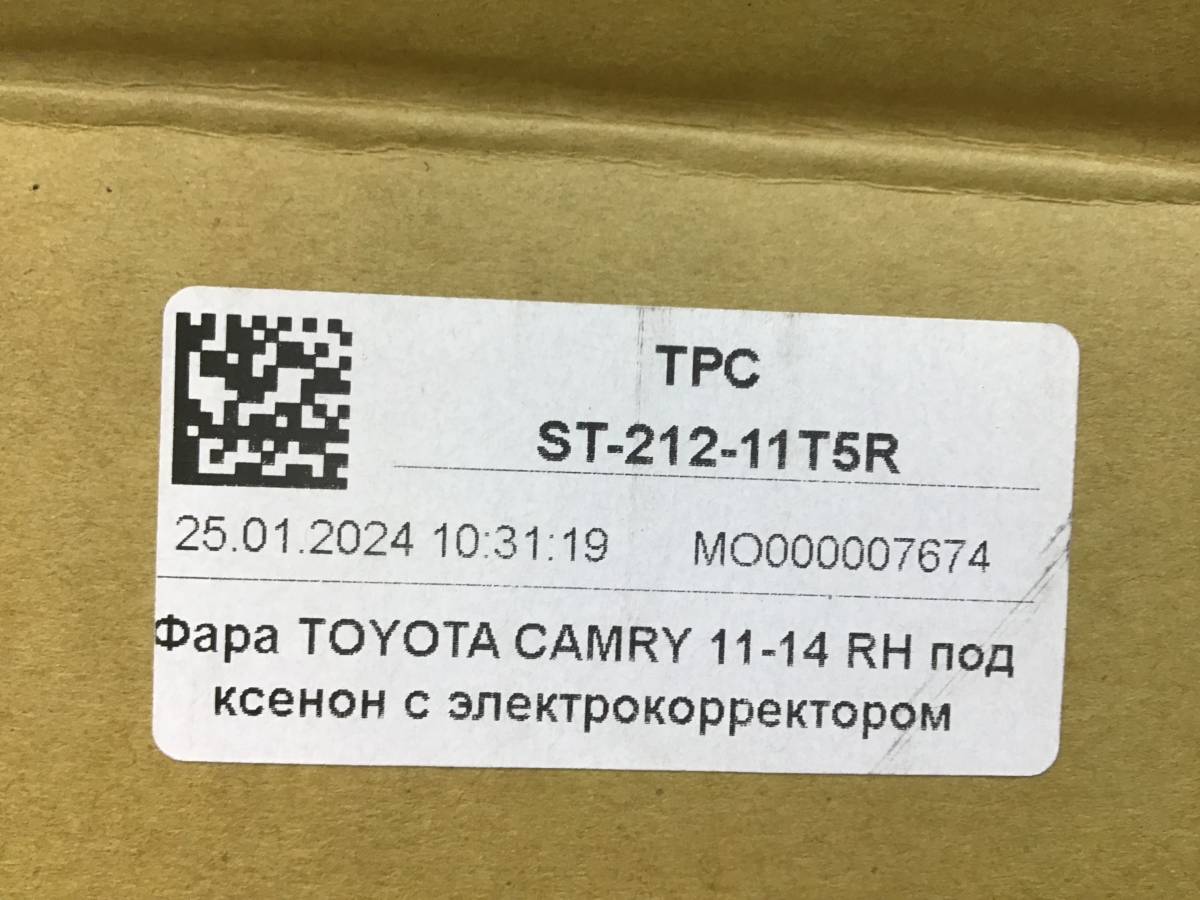 TPC
ST-212-11T5R
25.01.2024 10:31:19 MO000007674
Фара TOYOTA CAMRY 11-14 RH под
ксенон с электрокорректором